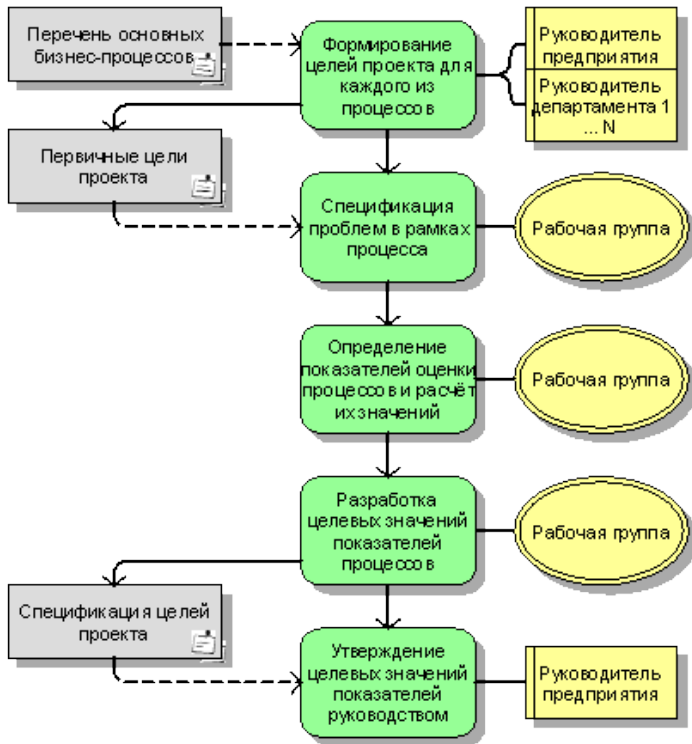 Перечень основных
бизнес-процессов
Формирование
целей проекта для
каждого из
процессов
Руководитель
предприятия
Руководитель
департамента 1
... N
Первичные цели
проекта
Спецификация
проблем в рамках
процесса
Рабочая группа
Определение
показателей оценки
процессов и расчёт
их значений
Рабочая группа
Разработка
целевых значений
показателей
процессов
Рабочая группа
Спецификация целей
проекта
Утверждение
целевых значений
показателей
руководством
Руководитель
предприятия